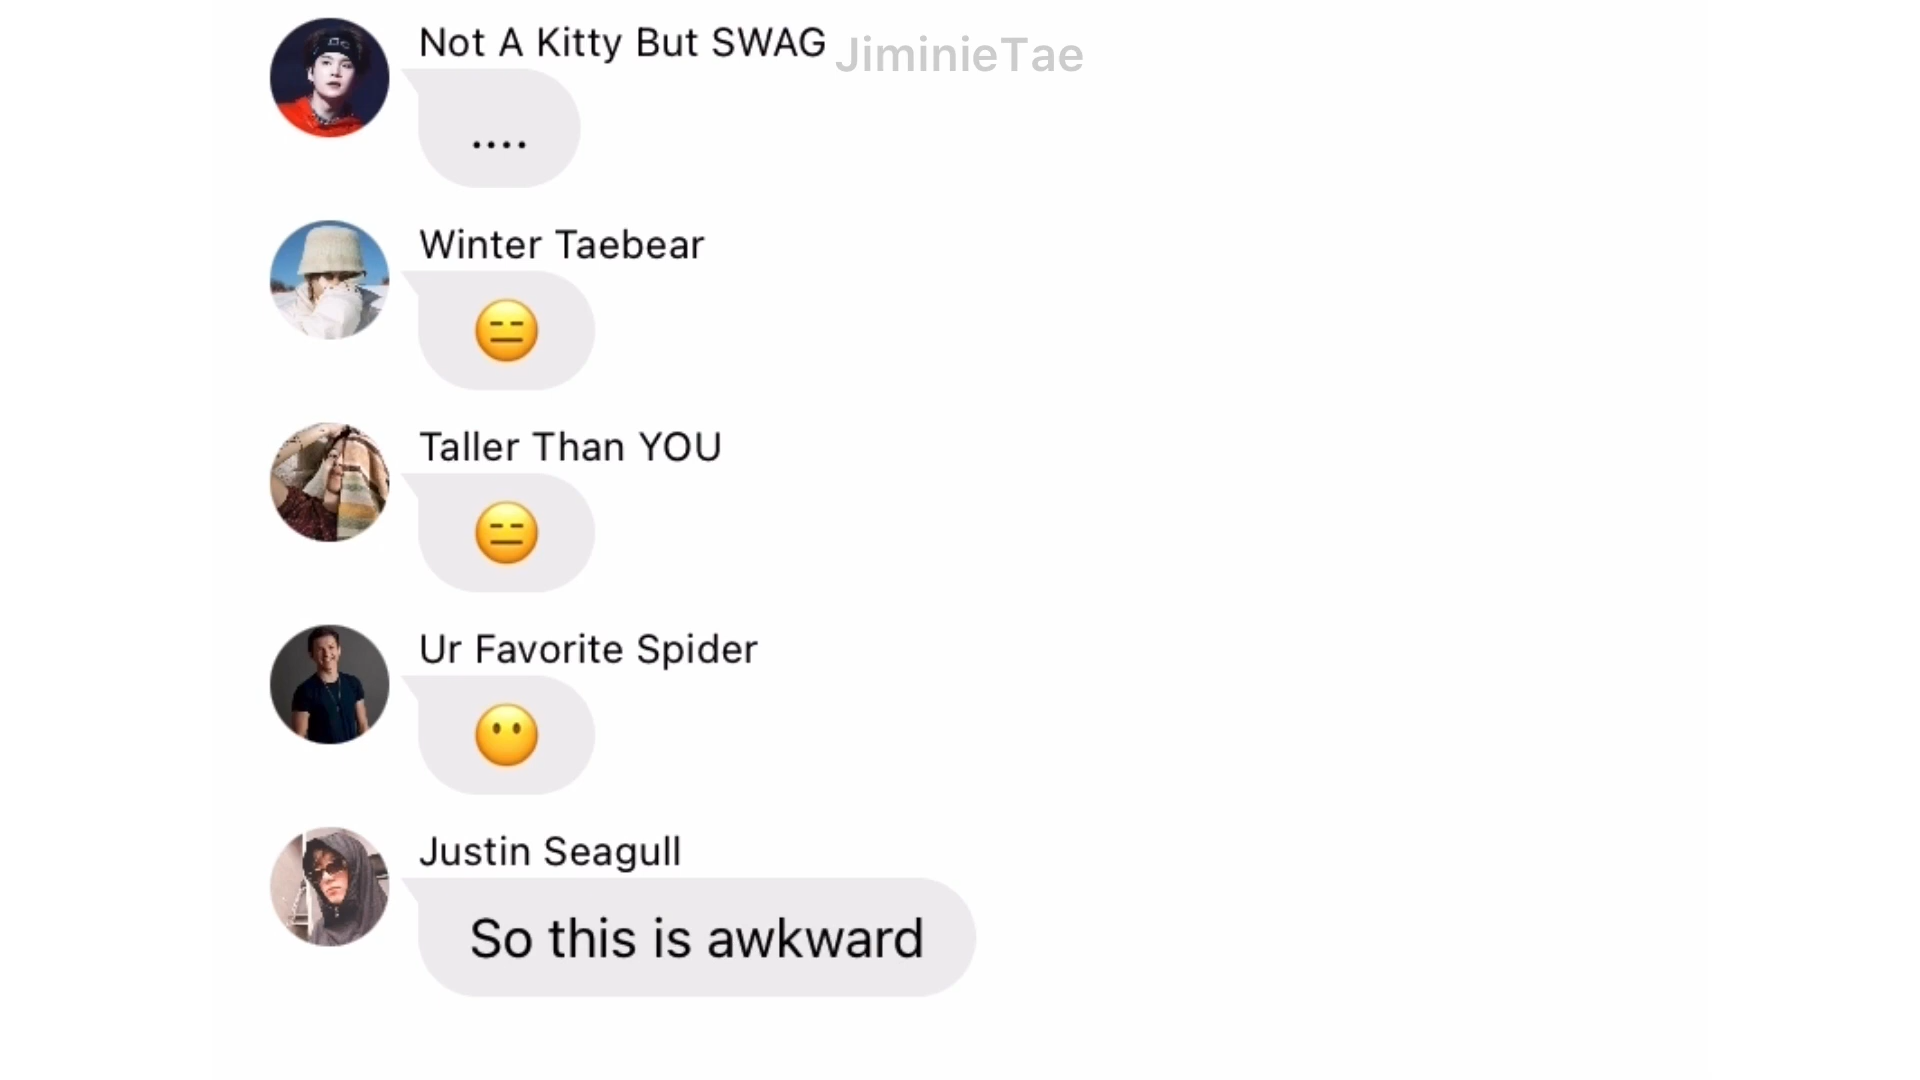 Not A Kitty But SWAG
JiminieTae
....
Winter Taebear
😑
Taller Than YOU
😑
Ur Favorite Spider
😶
Justin Seagull
So this is awkward